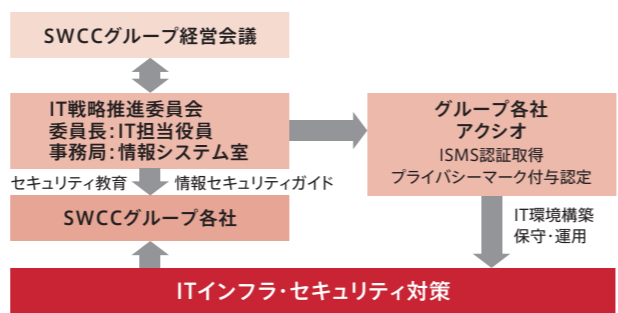 SWCCグループ経営会議
IT戦略推進委員会
委員長：IT担当役員
事務局：情報システム室
グループ各社
アクシオ
ISMS認証取得
プライバシーマーク付与認定
セキュリティ教育
情報セキュリティガイド
SWCCグループ各社
IT環境構築
保守・運用
ITインフラ・セキュリティ対策